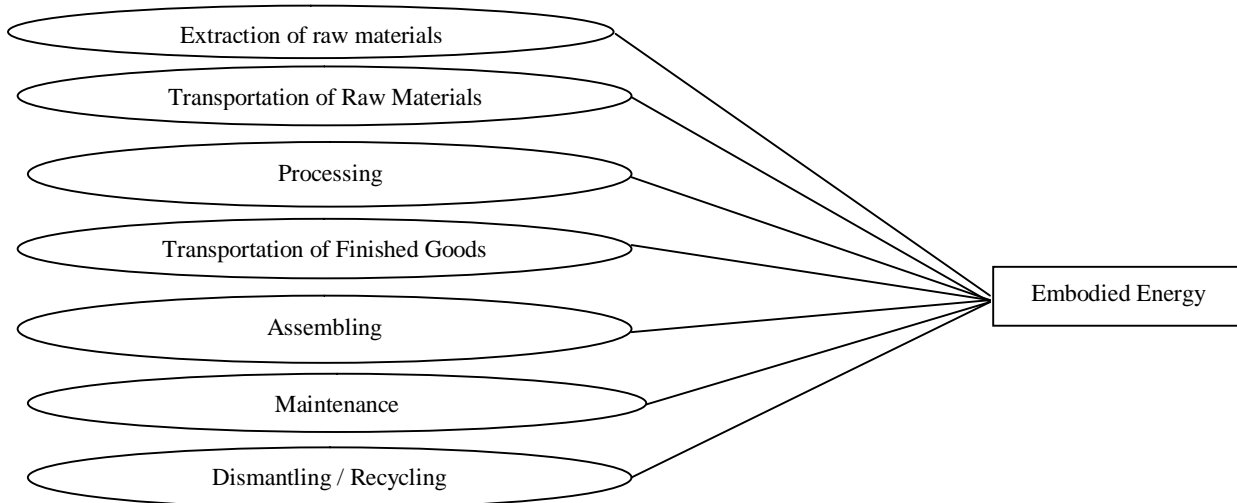 Extraction of raw materials
Transportation of Raw Materials
Processing
Transportation of Finished Goods
Assembling
Maintenance
Dismantling / Recycling
Embodied Energy